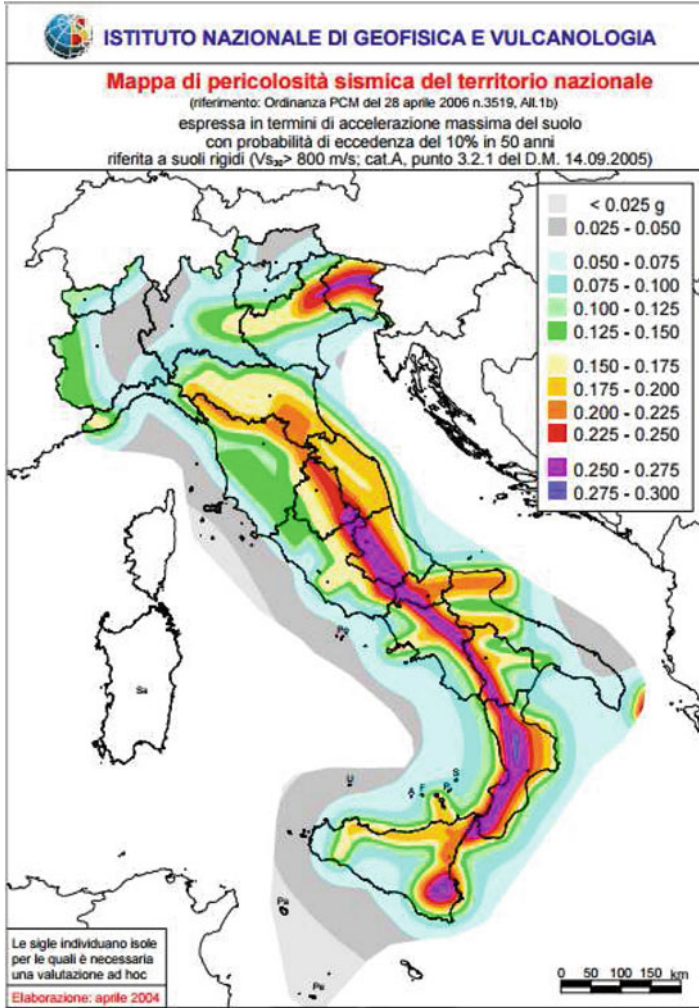 ISTITUTO NAZIONALE DI GEOFISICA E VULCANOLOGIA
Mappa di pericolosità sismica del territorio nazionale
(riferimento: Ordinanza PCM del 28 aprile 2006 n.3519, All.1b)
espressa in termini di accelerazione massima del suolo
con probabilità di eccedenza del 10% in 50 anni
riferita a suoli rigidi (Vs₃₀> 800 m/s; cat.A, punto 3.2.1 del D.M. 14.09.2005)
< 0.025 g
0.025 - 0.050
0.050 - 0.075
0.075 - 0.100
0.100 - 0.125
0.125 - 0.150
0.150 - 0.175
0.175 - 0.200
0.200 - 0.225
0.225 - 0.250
0.250 - 0.275
0.275 - 0.300
Sa
U
A
F
P
Pa
Pe
Le sigle individuano isole
per le quali è necessaria
una valutazione ad hoc
Elaborazione: aprile 2004
0 50 100 150 km